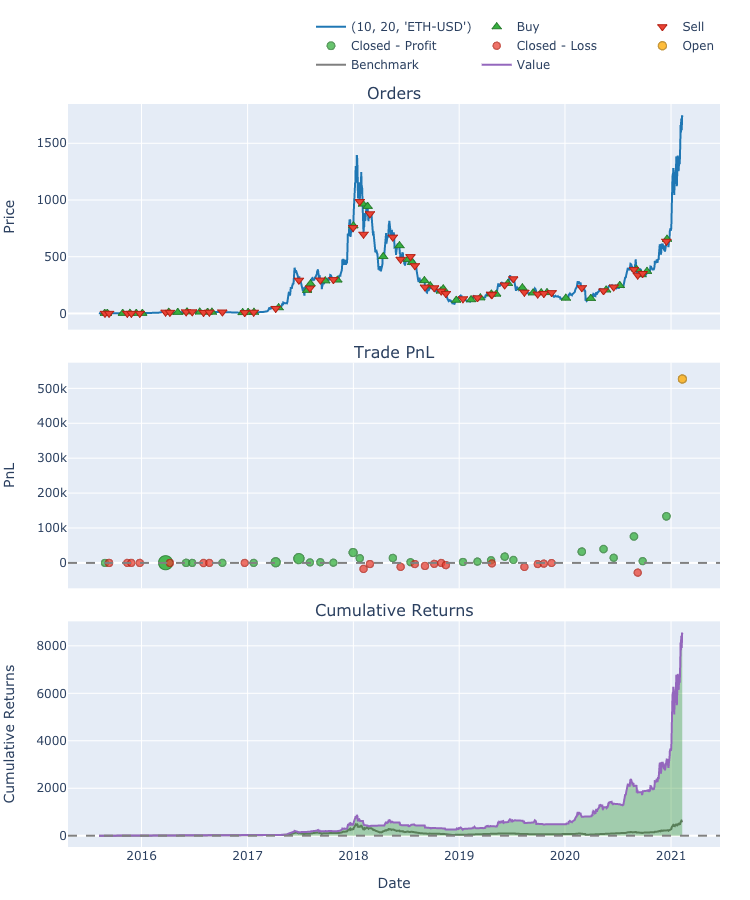 (10, 20, 'ETH-USD') Buy Sell
Closed - Profit Closed - Loss Open
Benchmark Value
Orders
1500
1000
500
0
Price
Trade PnL
500k
400k
300k
200k
100k
0
PnL
Cumulative Returns
8000
6000
4000
2000
0
Cumulative Returns
2016 2017 2018 2019 2020 2021
Date